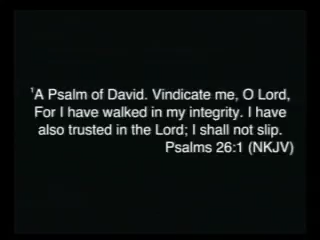 ¹A Psalm of David. Vindicate me, O Lord,
For I have walked in my integrity. I have
also trusted in the Lord; I shall not slip.
Psalms 26:1 (NKJV)